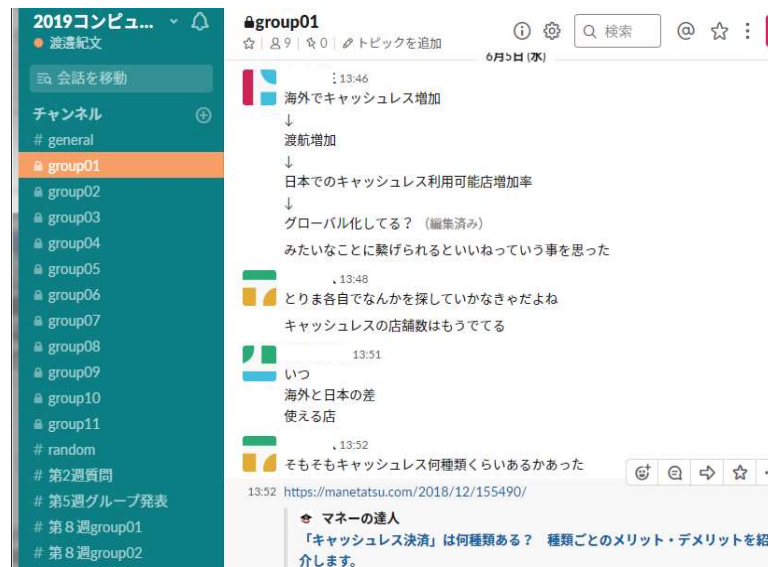 2019コンピュ...
渡邉紀文
会話を移動
チャンネル
# general
group01
group02
group03
group04
group05
group06
group07
group08
group09
group10
group11
# random
# 第2週質問
# 第5週グループ発表
# 第8週group01
# 第8週group02
group01
9 | 0 | トピックを追加
検索
6月5日 (水)
13:46
海外でキャッシュレス増加
↓
渡航増加
↓
日本でのキャッシュレス利用可能店増加率
↓
グローバル化してる? (編集済み)
みたいなことに繋げられるといいねっていう事を思った
13:48
とりま各自でなんかを探していかなきゃだよね
キャッシュレスの店舗数はもうでてる
13:51
いつ
海外と日本の差
使える店
13:52
そもそもキャッシュレス何種類くらいあるかあった
13:52 https://manetatsu.com/2018/12/155490/
マネーの達人
「キャッシュレス決済」は何種類ある? 種類ごとのメリット・デメリットを紹
介します。